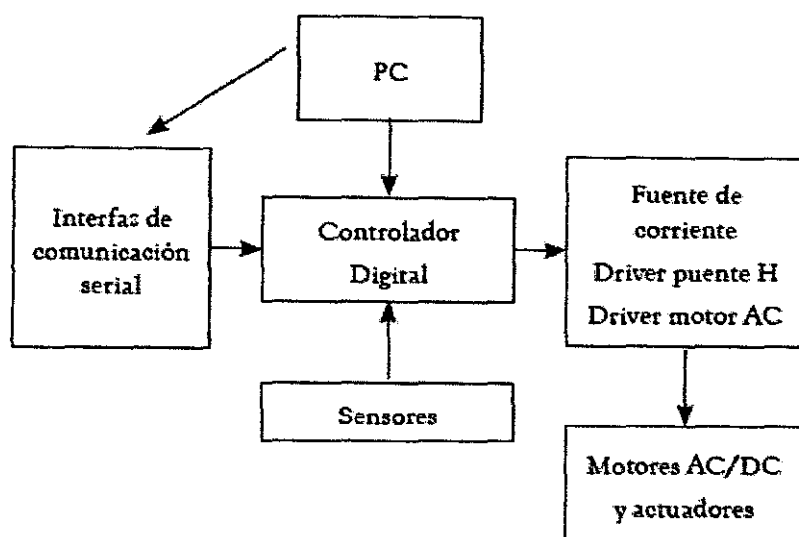 PC
Interfaz de
comunicación
serial
Controlador
Digital
Fuente de
corriente
Driver puente H
Driver motor AC
Sensores
Motores AC/DC
y actuadores